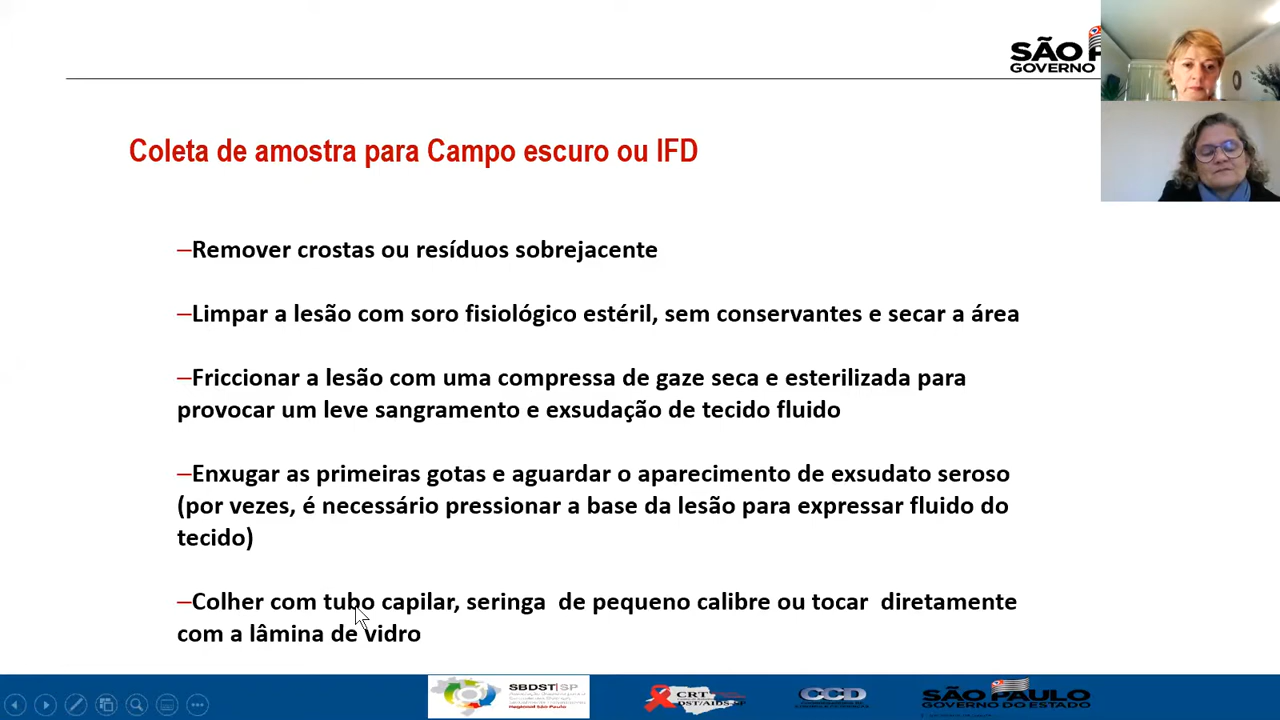 SÃO P
GOVERNO
Coleta de amostra para Campo escuro ou IFD
–Remover crostas ou resíduos sobrejacente
–Limpar a lesão com soro fisiológico estéril, sem conservantes e secar a área
–Friccionar a lesão com uma compressa de gaze seca e esterilizada para
provocar um leve sangramento e exsudação de tecido fluido
–Enxugar as primeiras gotas e aguardar o aparecimento de exsudato seroso
(por vezes, é necessário pressionar a base da lesão para expressar fluido do
tecido)
–Colher com tubo capilar, seringa de pequeno calibre ou tocar diretamente
com a lâmina de vidro
SBDST|SP
Regional São Paulo
CRT
DST/AIDS.SP
CCD
SÃO PAULO
GOVERNO DO ESTADO